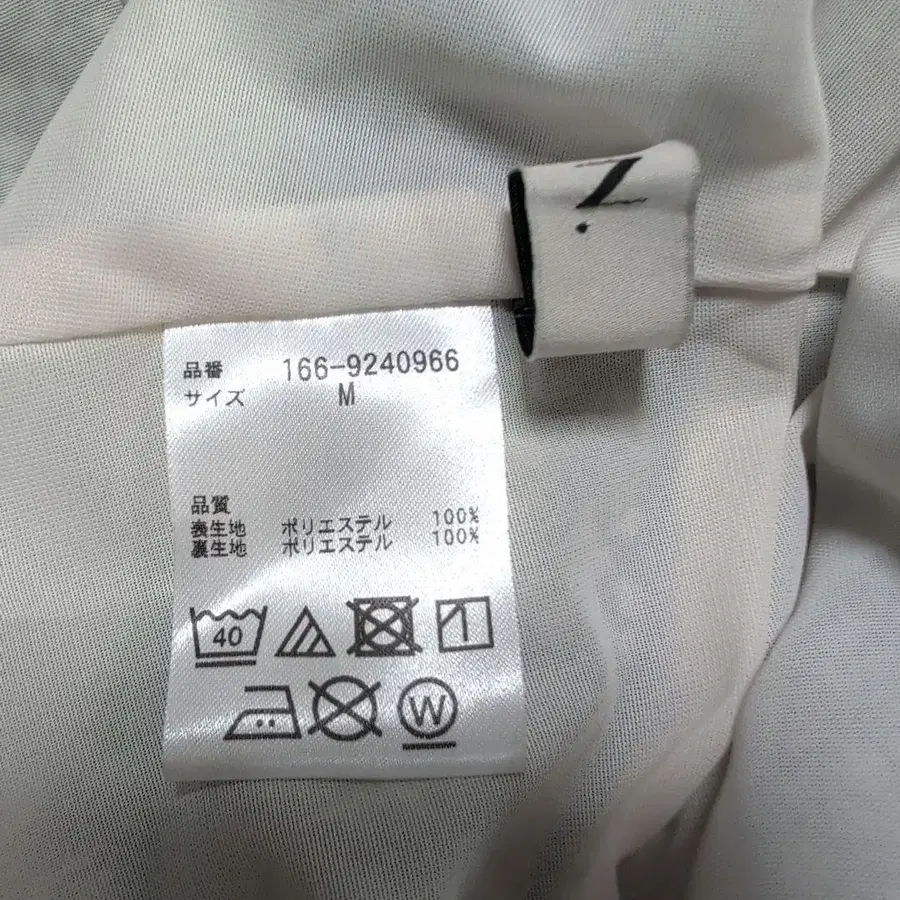 品番 166-9240966
サイズ M
品質
表生地 ポリエステル 100%
裏生地 ポリエステル 100%
40
W